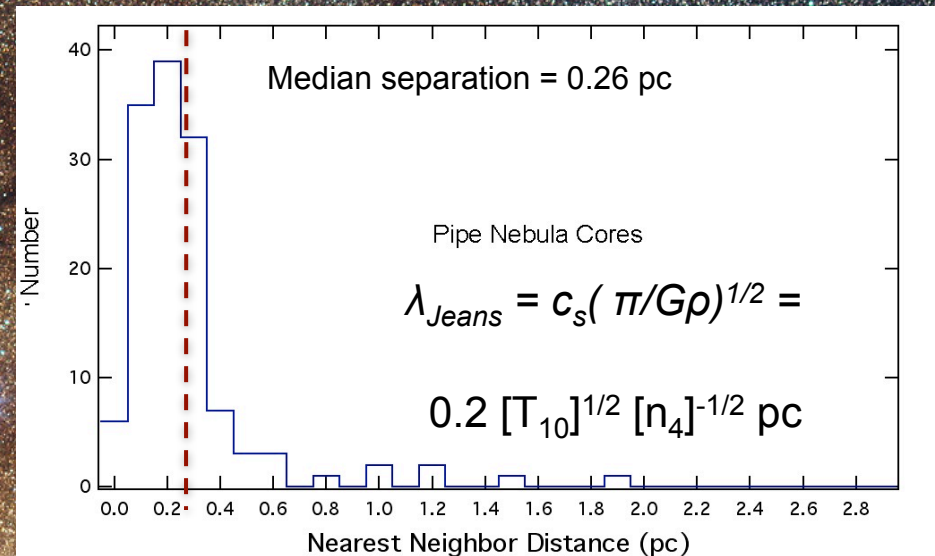 Median separation = 0.26 pc
Pipe Nebula Cores
λ_Jeans = c_s( π/Gρ)^1/2 =
0.2 [T_10]^1/2 [n_4]^-1/2 pc
Number
40
30
20
10
0
0.0 0.2 0.4 0.6 0.8 1.0 1.2 1.4 1.6 1.8 2.0 2.2 2.4 2.6 2.8
Nearest Neighbor Distance (pc)